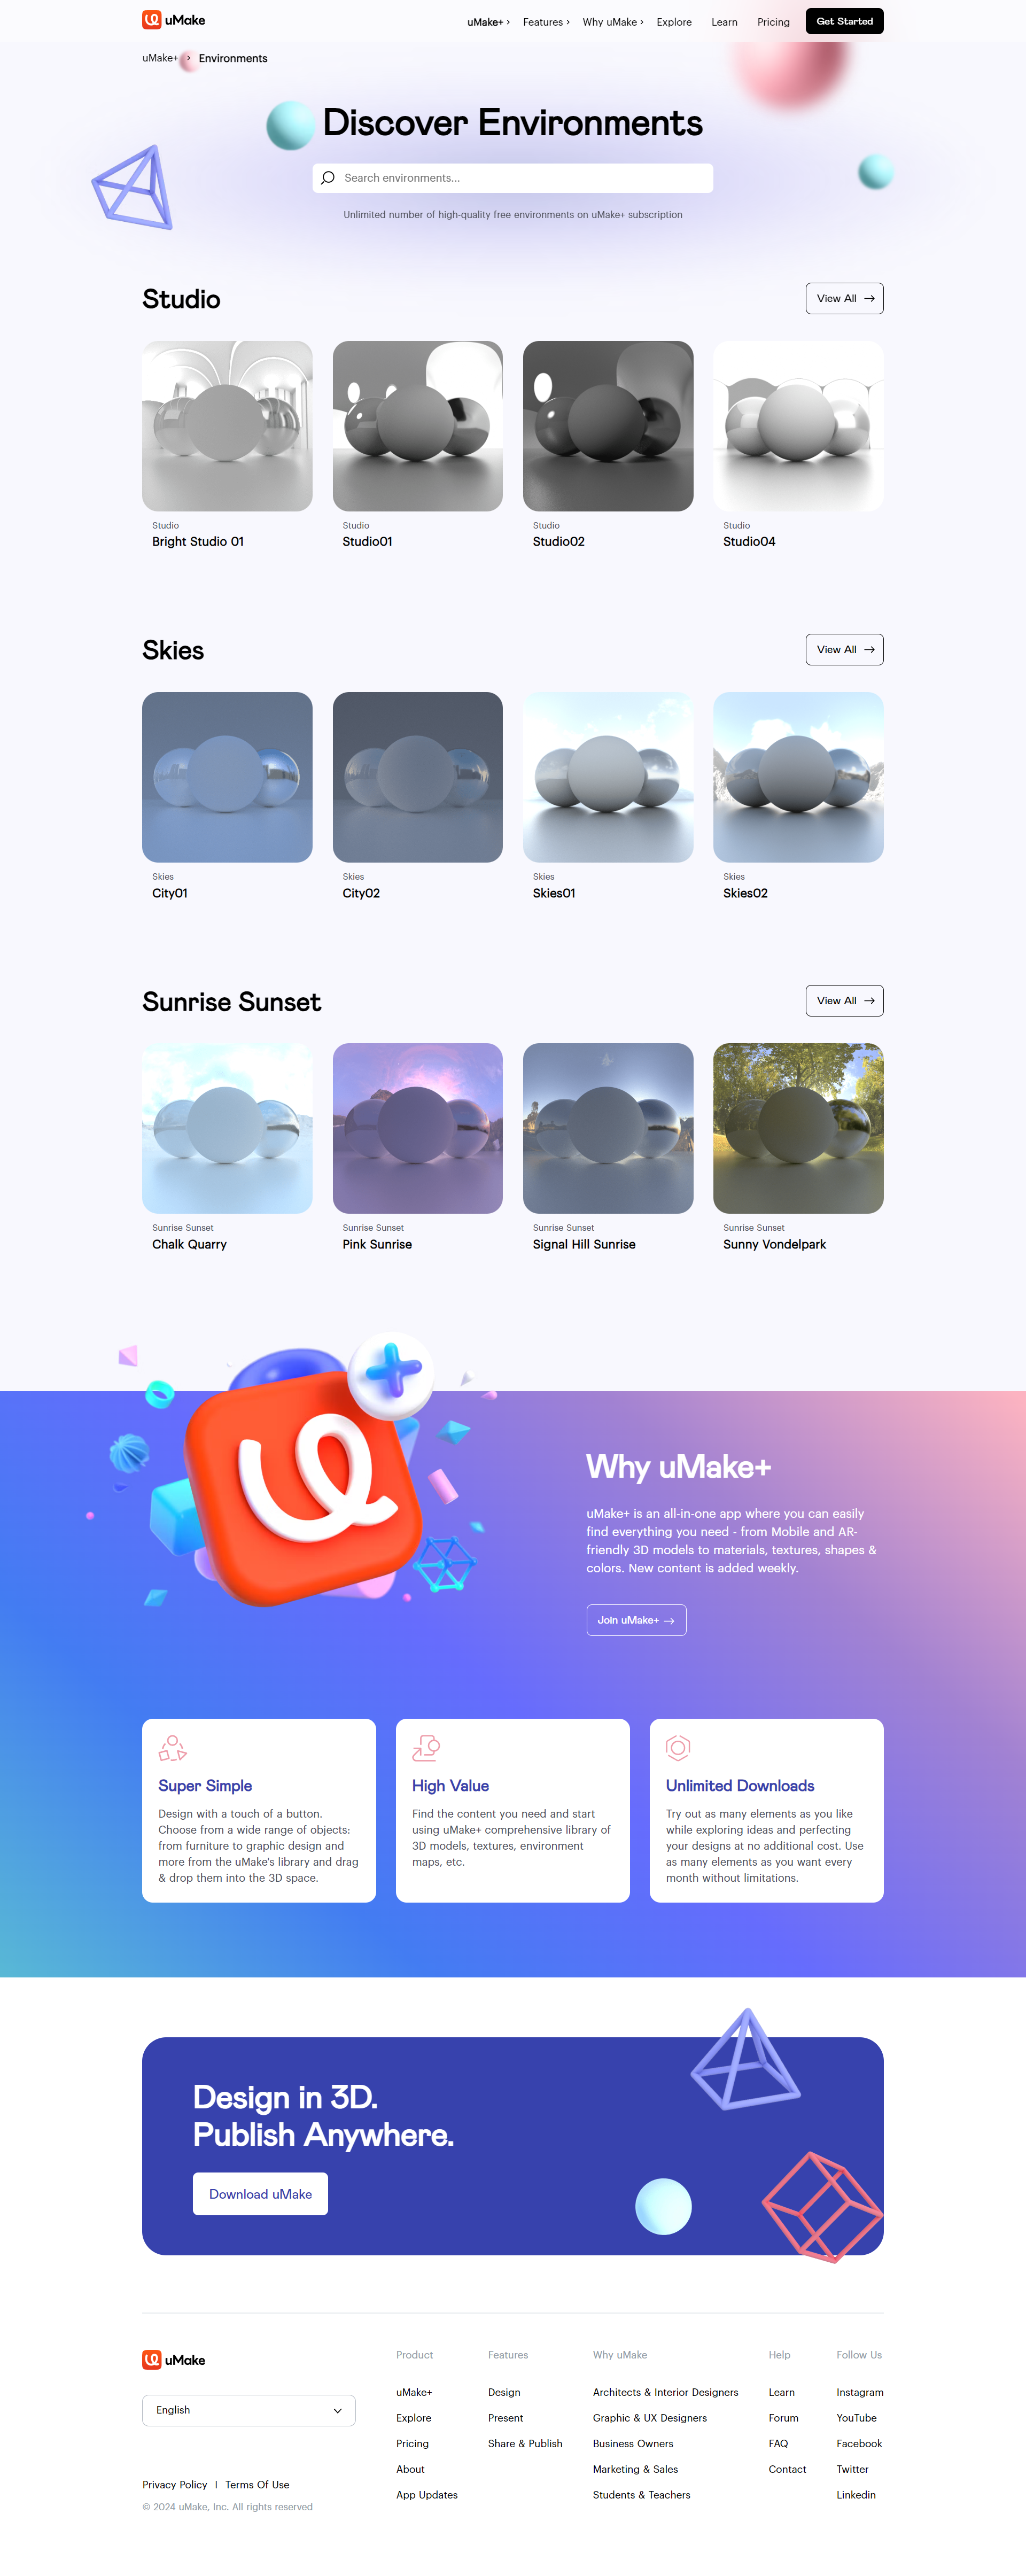 uMake
uMake+ Features Why uMake Explore Learn Pricing Get Started
uMake+ › Environments
Discover Environments
Search environments...
Unlimited number of high-quality free environments on uMake+ subscription
Studio
View All →
Studio
Bright Studio 01
Studio
Studio01
Studio
Studio02
Studio
Studio04
Skies
View All →
Skies
City01
Skies
City02
Skies
Skies01
Skies
Skies02
Sunrise Sunset
View All →
Sunrise Sunset
Chalk Quarry
Sunrise Sunset
Pink Sunrise
Sunrise Sunset
Signal Hill Sunrise
Sunrise Sunset
Sunny Vondelpark
Why uMake+
uMake+ is an all-in-one app where you can easily
find everything you need - from Mobile and AR-
friendly 3D models to materials, textures, shapes &
colors. New content is added weekly.
Join uMake+ →
Super Simple
Design with a touch of a button.
Choose from a wide range of objects:
from furniture to graphic design and
more from the uMake's library and drag
& drop them into the 3D space.
High Value
Find the content you need and start
using uMake+ comprehensive library of
3D models, textures, environment
maps, etc.
Unlimited Downloads
Try out as many elements as you like
while exploring ideas and perfecting
your designs at no additional cost. Use
as many elements as you want every
month without limitations.
Design in 3D.
Publish Anywhere.
Download uMake
uMake
English
Privacy Policy | Terms Of Use
© 2024 uMake, Inc. All rights reserved
Product
uMake+
Explore
Pricing
About
App Updates
Features
Design
Present
Share & Publish
Why uMake
Architects & Interior Designers
Graphic & UX Designers
Business Owners
Marketing & Sales
Students & Teachers
Help
Learn
Forum
FAQ
Contact
Follow Us
Instagram
YouTube
Facebook
Twitter
Linkedin